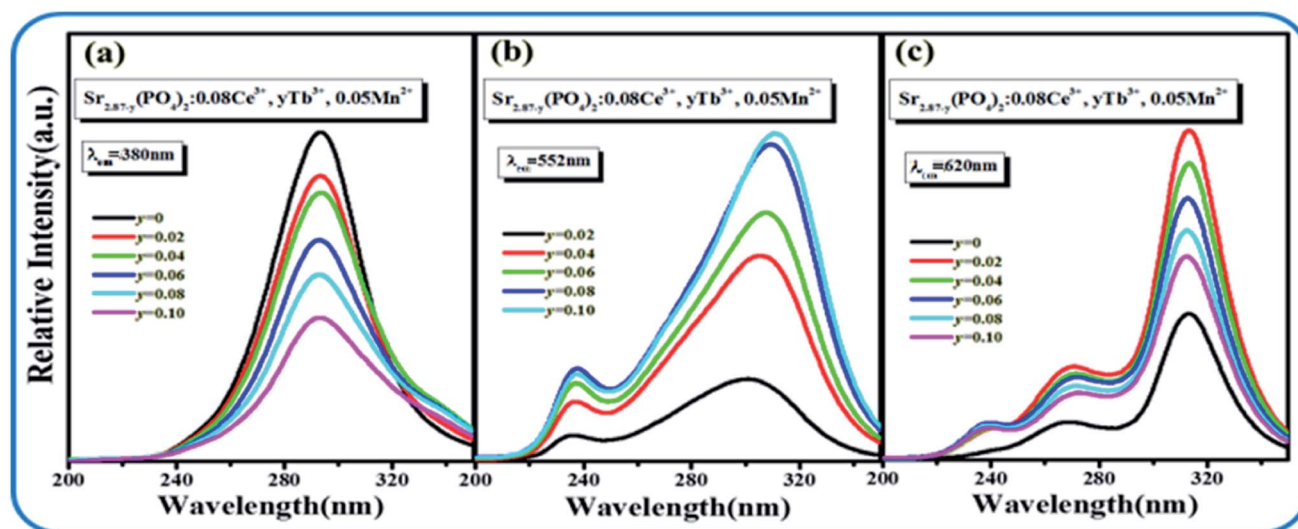 Relative Intensity(a.u.)
(a)
Sr2.87-y(PO4)2:0.08Ce3+, yTb3+, 0.05Mn2+
λem=380nm
y=0
y=0.02
y=0.04
y=0.06
y=0.08
y=0.10
200 240 280 320
Wavelength(nm)
(b)
Sr2.87-y(PO4)2:0.08Ce3+, yTb3+, 0.05Mn2+
λem=552nm
y=0.02
y=0.04
y=0.06
y=0.08
y=0.10
200 240 280 320
Wavelength(nm)
(c)
Sr2.87-y(PO4)2:0.08Ce3+, yTb3+, 0.05Mn2+
λem=620nm
y=0
y=0.02
y=0.04
y=0.06
y=0.08
y=0.10
200 240 280 320
Wavelength(nm)